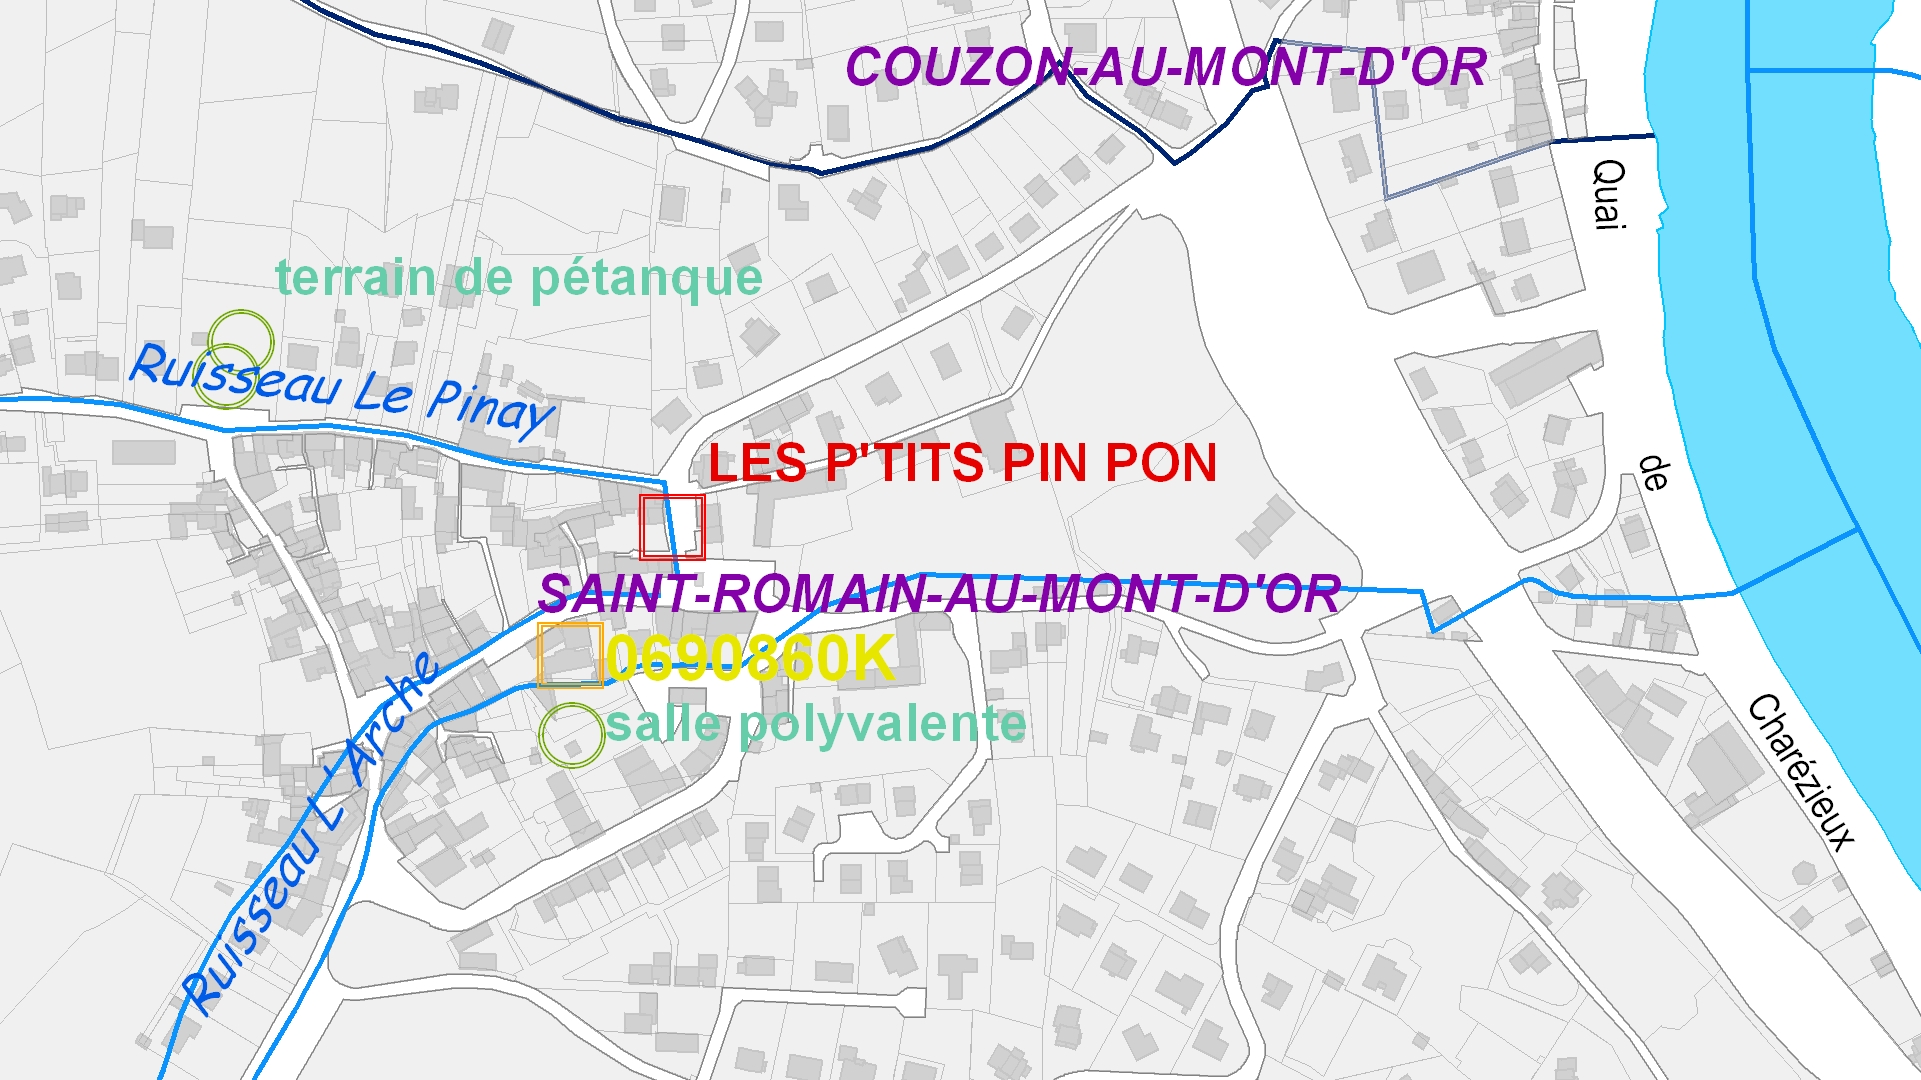 COUZON-AU-MONT-D'OR
Quai
terrain de pétanque
Ruisseau Le Pinay
LES P'TITS PIN PON
de
SAINT-ROMAIN-AU-MONT-D'OR
0690860K
Ruisseau L'Arche
salle polyvalente
Charézieux